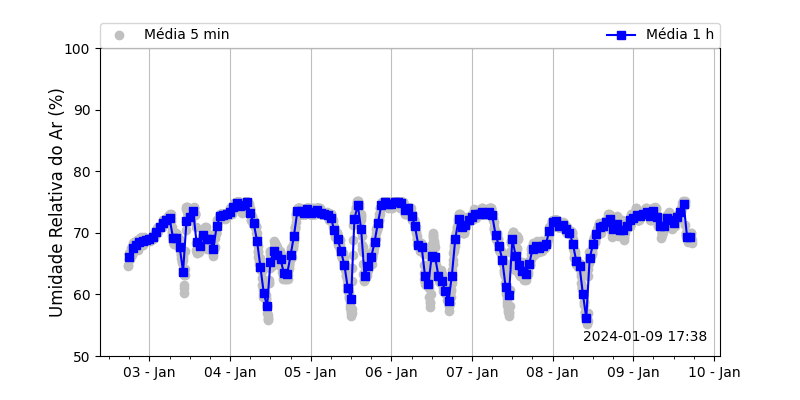 Média 5 min
Média 1 h
Umidade Relativa do Ar (%)
100
90
80
70
60
50
2024-01-09 17:38
03 - Jan
04 - Jan
05 - Jan
06 - Jan
07 - Jan
08 - Jan
09 - Jan
10 - Jan